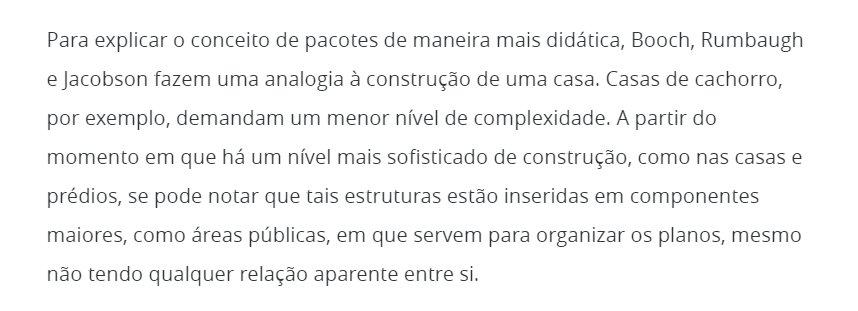 Para explicar o conceito de pacotes de maneira mais didática, Booch, Rumbaugh
e Jacobson fazem uma analogia à construção de uma casa. Casas de cachorro,
por exemplo, demandam um menor nível de complexidade. A partir do
momento em que há um nível mais sofisticado de construção, como nas casas e
prédios, se pode notar que tais estruturas estão inseridas em componentes
maiores, como áreas públicas, em que servem para organizar os planos, mesmo
não tendo qualquer relação aparente entre si.